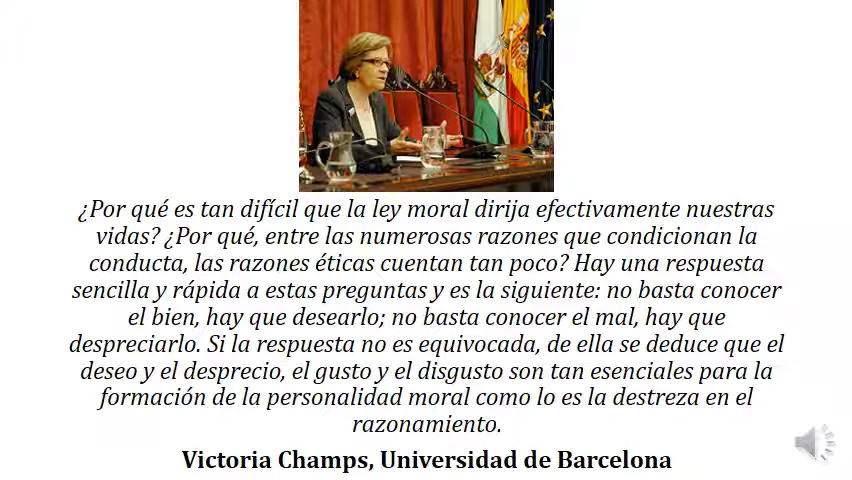 ¿Por qué es tan difícil que la ley moral dirija efectivamente nuestras
vidas? ¿Por qué, entre las numerosas razones que condicionan la
conducta, las razones éticas cuentan tan poco? Hay una respuesta
sencilla y rápida a estas preguntas y es la siguiente: no basta conocer
el bien, hay que desearlo; no basta conocer el mal, hay que
despreciarlo. Si la respuesta no es equivocada, de ella se deduce que el
deseo y el desprecio, el gusto y el disgusto son tan esenciales para la
formación de la personalidad moral como lo es la destreza en el
razonamiento.
Victoria Champs, Universidad de Barcelona